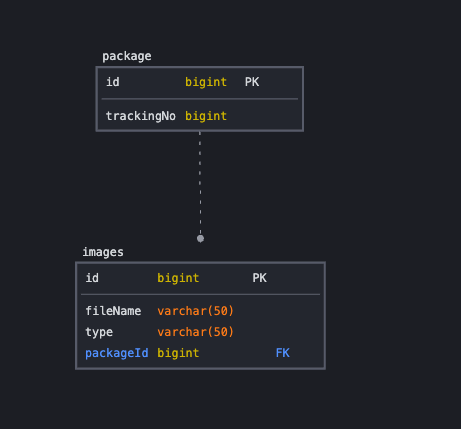 package
id bigint PK
trackingNo bigint
images
id bigint PK
fileName varchar(50)
type varchar(50)
packageId bigint FK